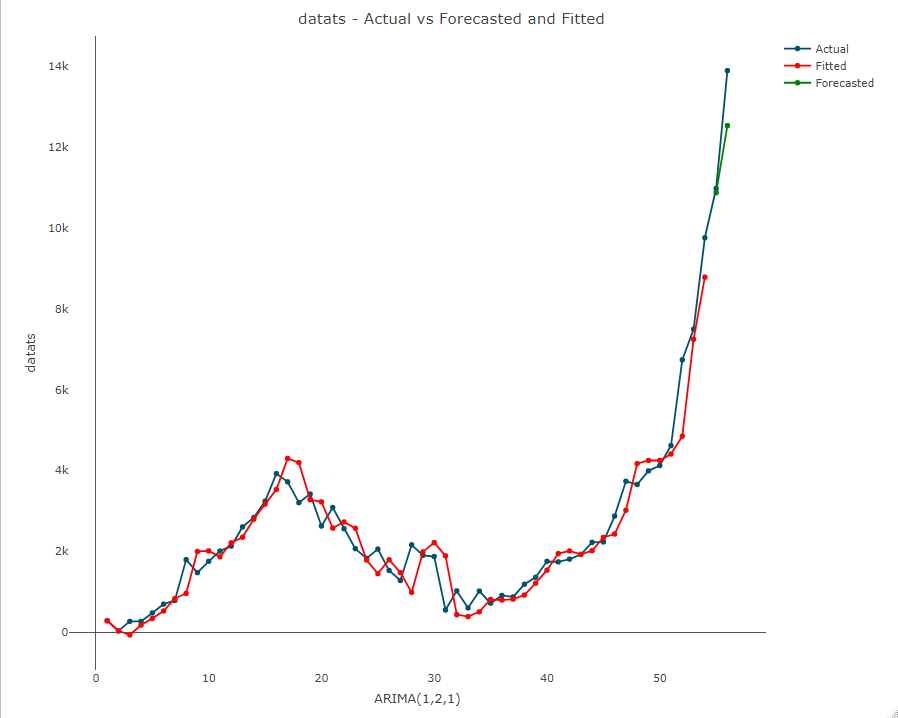 datats - Actual vs Forecasted and Fitted
Actual
Fitted
Forecasted
14k
12k
10k
8k
6k
4k
2k
0
datats
0 10 20 30 40 50
ARIMA(1,2,1)